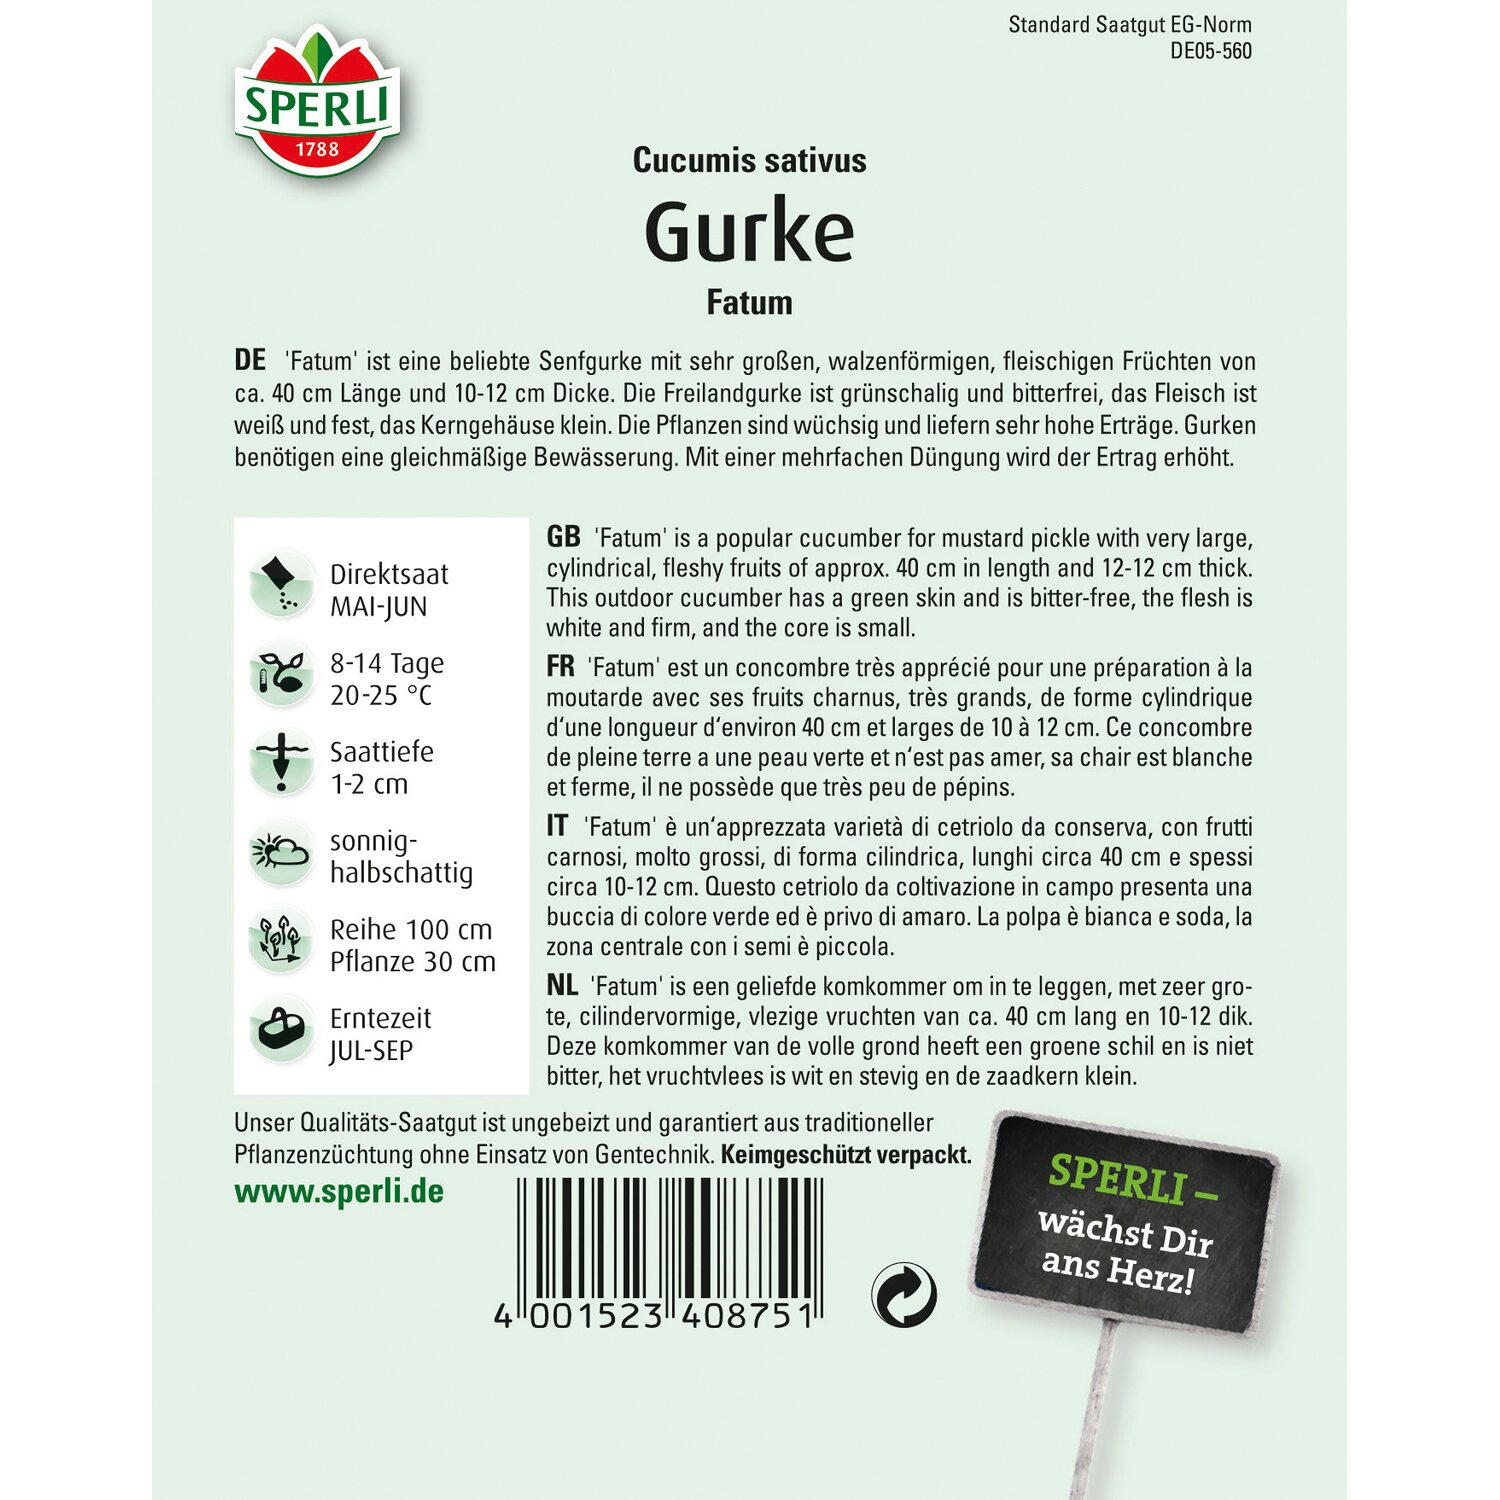 SPERLI
1788
Standard Saatgut EG-Norm
DE05-560
Cucumis sativus
Gurke
Fatum
DE 'Fatum' ist eine beliebte Senfgurke mit sehr großen, walzenförmigen, fleischigen Früchten von
ca. 40 cm Länge und 10-12 cm Dicke. Die Freilandgurke ist grünschalig und bitterfrei, das Fleisch ist
weiß und fest, das Kerngehäuse klein. Die Pflanzen sind wüchsig und liefern sehr hohe Erträge. Gurken
benötigen eine gleichmäßige Bewässerung. Mit einer mehrfachen Düngung wird der Ertrag erhöht.
Direktsaat
MAI-JUN
8-14 Tage
20-25 °C
Saattiefe
1-2 cm
sonnig-
halbschattig
Reihe 100 cm
Pflanze 30 cm
Erntezeit
JUL-SEP
GB 'Fatum' is a popular cucumber for mustard pickle with very large,
cylindrical, fleshy fruits of approx. 40 cm in length and 12-12 cm thick.
This outdoor cucumber has a green skin and is bitter-free, the flesh is
white and firm, and the core is small.
FR 'Fatum' est un concombre très apprécié pour une préparation à la
moutarde avec ses fruits charnus, très grands, de forme cylindrique
d‘une longueur d‘environ 40 cm et larges de 10 à 12 cm. Ce concombre
de pleine terre a une peau verte et n‘est pas amer, sa chair est blanche
et ferme, il ne possède que très peu de pépins.
IT 'Fatum' è un‘apprezzata varietà di cetriolo da conserva, con frutti
carnosi, molto grossi, di forma cilindrica, lunghi circa 40 cm e spessi
circa 10-12 cm. Questo cetriolo da coltivazione in campo presenta una
buccia di colore verde ed è privo di amaro. La polpa è bianca e soda, la
zona centrale con i semi è piccola.
NL 'Fatum' is een geliefde komkommer om in te leggen, met zeer gro-
te, cilindervormige, vlezige vruchten van ca. 40 cm lang en 10-12 dik.
Deze komkommer van de volle grond heeft een groene schil en is niet
bitter, het vruchtvlees is wit en stevig en de zaadkern klein.
Unser Qualitäts-Saatgut ist ungebeizt und garantiert aus traditioneller
Pflanzenzüchtung ohne Einsatz von Gentechnik. Keimgeschützt verpackt.
www.sperli.de
4 001523 408751
SPERLI –
wächst Dir
ans Herz!